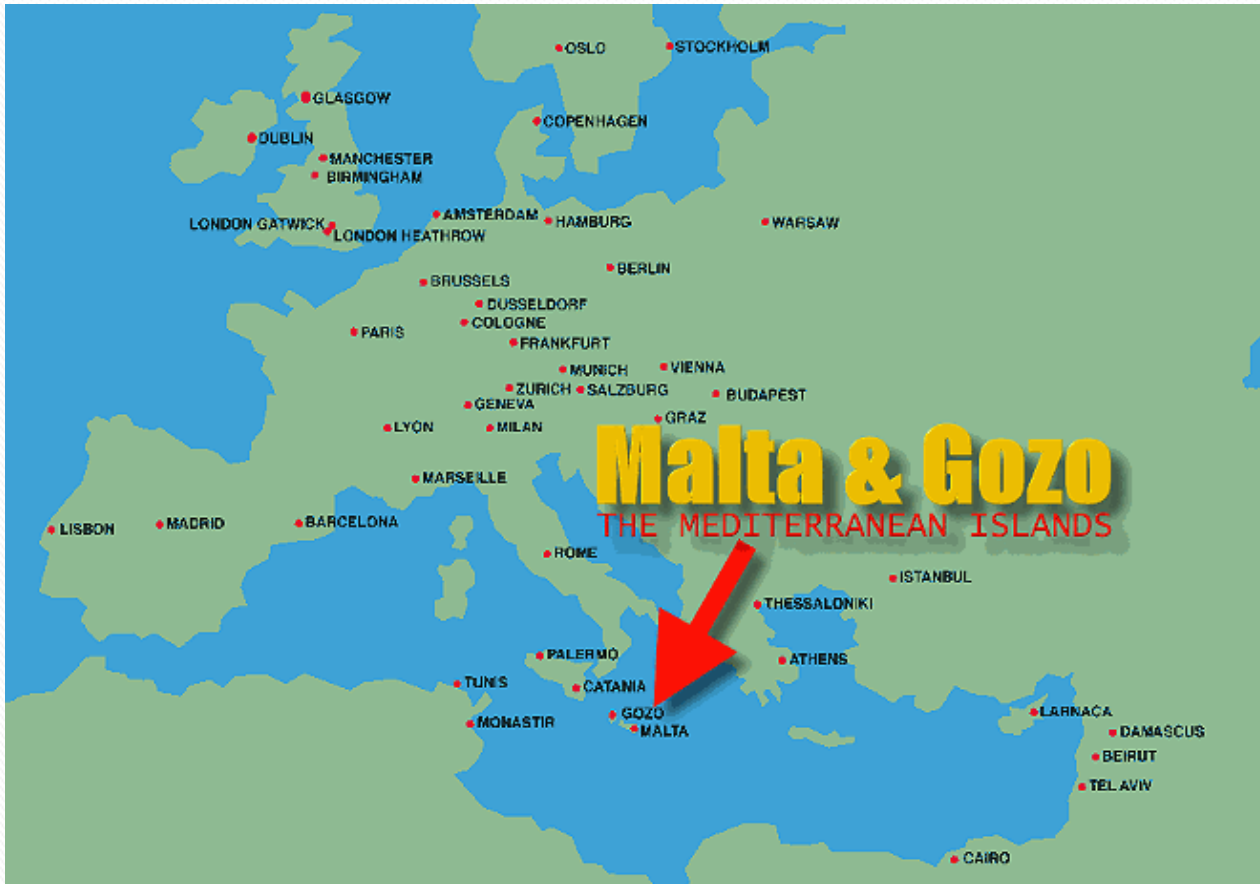 OSLO
STOCKHOLM
GLASGOW
COPENHAGEN
DUBLIN
MANCHESTER
BIRMINGHAM
AMSTERDAM
HAMBURG
WARSAW
LONDON GATWICK
LONDON HEATHROW
BERLIN
BRUSSELS
DUSSELDORF
COLOGNE
PARIS
FRANKFURT
MUNICH
VIENNA
ZURICH
SALZBURG
BUDAPEST
GENEVA
GRAZ
LYON
MILAN
Malta & Gozo
THE MEDITERRANEAN ISLANDS
MARSEILLE
LISBON
MADRID
BARCELONA
ROME
ISTANBUL
THESSALONIKI
PALERMO
ATHENS
TUNIS
CATANIA
GOZO
LARNACA
MONASTIR
MALTA
DAMASCUS
BEIRUT
TEL AVIV
CAIRO